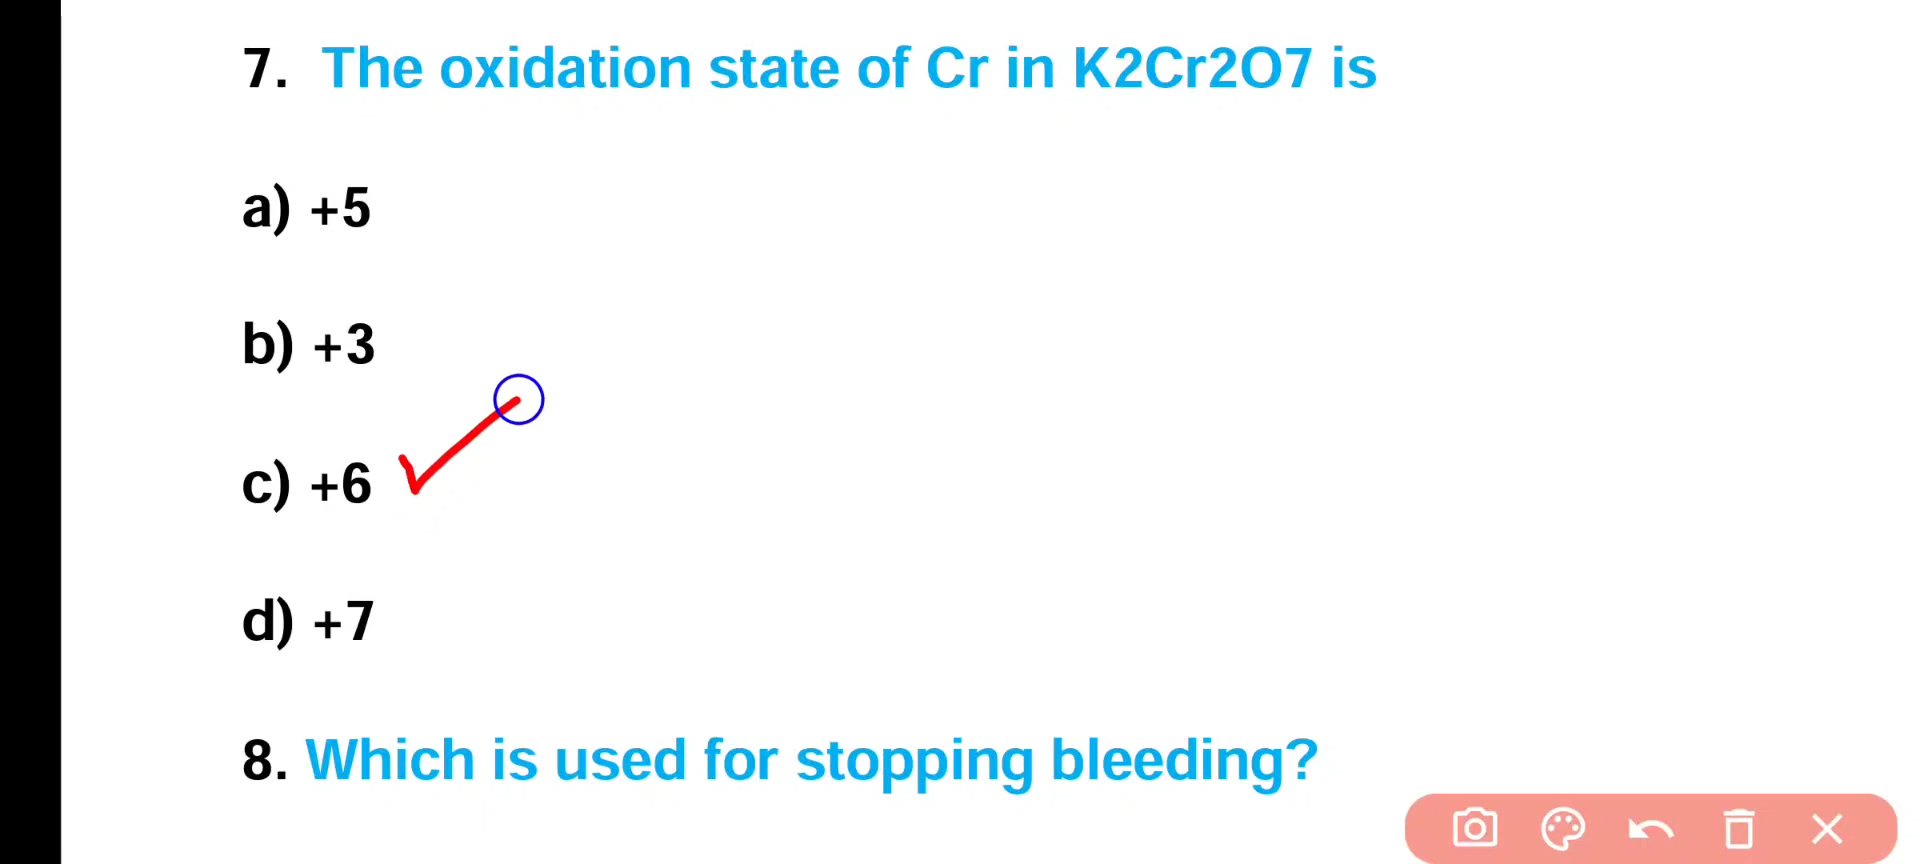 7. The oxidation state of Cr in K2Cr2O7 is
a) +5
b) +3
c) +6
d) +7
8. Which is used for stopping bleeding?